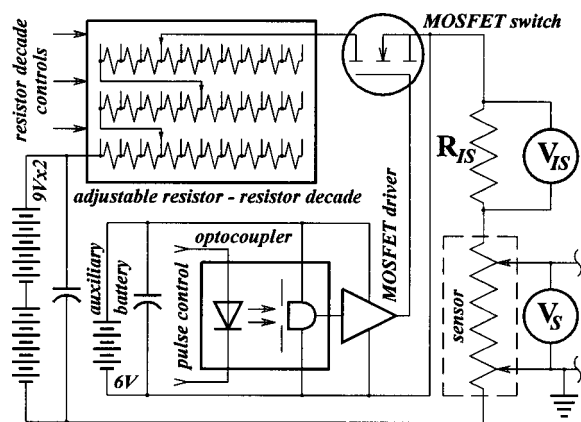 MOSFET switch
resistor decade
controls
R_IS
V_IS
9Vx2
adjustable resistor - resistor decade
optocoupler
MOSFET driver
auxiliary
battery
pulse control
sensor
V_S
6V